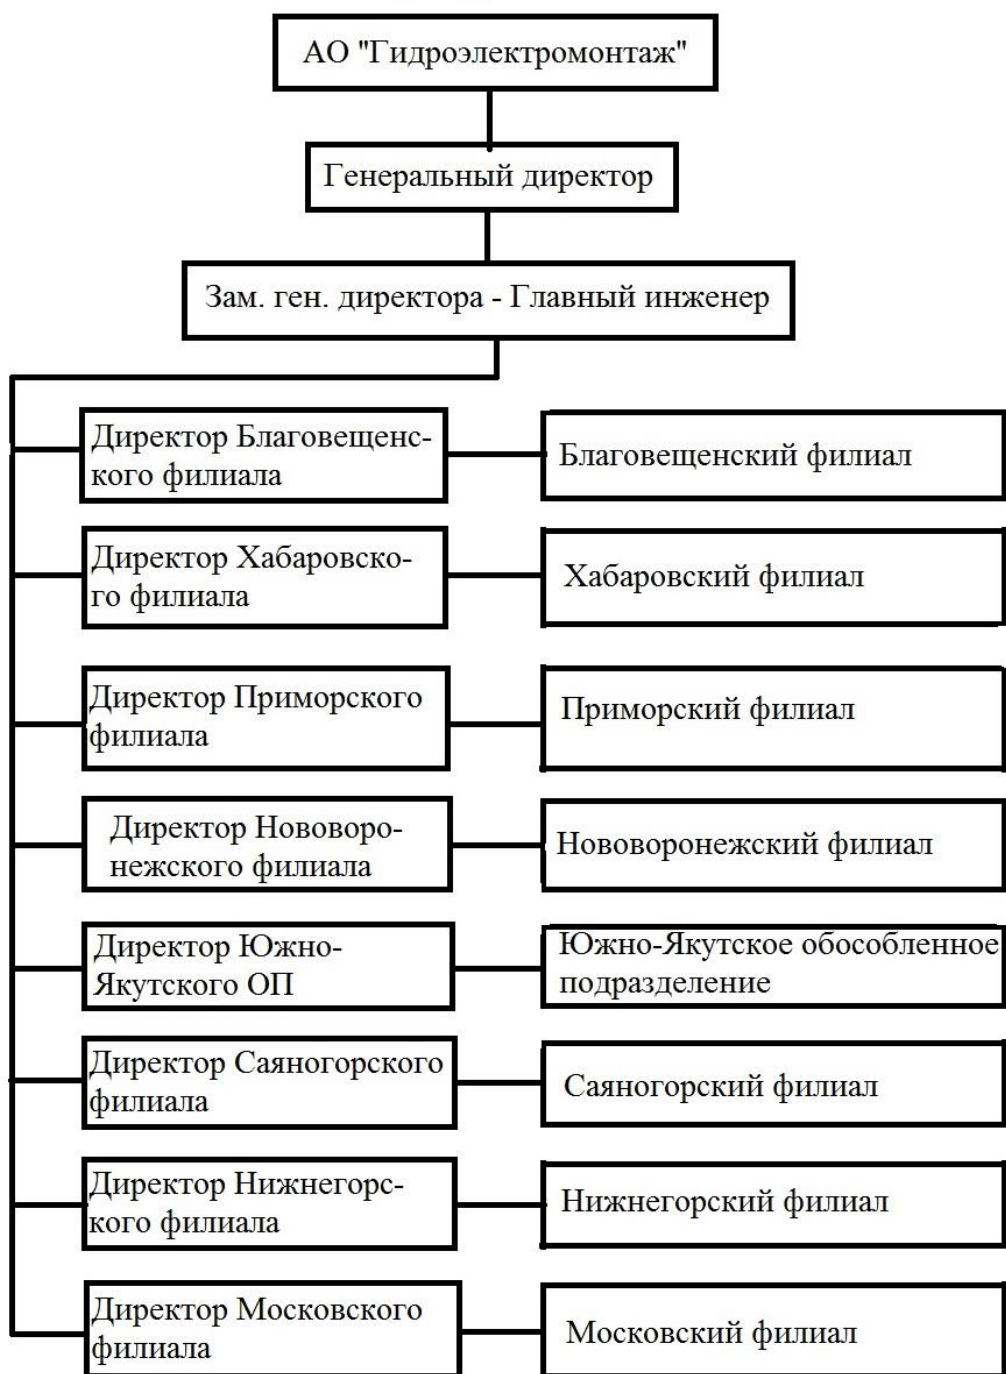 АО "Гидроэлектромонтаж"
Генеральный директор
Зам. ген. директора - Главный инженер
Директор Благовещенс-
кого филиала
Благовещенский филиал
Директор Хабаровско-
го филиала
Хабаровский филиал
Директор Приморского
филиала
Приморский филиал
Директор Нововоро-
нежского филиала
Нововоронежский филиал
Директор Южно-
Якутского ОП
Южно-Якутское обособленное
подразделение
Директор Саяногорского
филиала
Саяногорский филиал
Директор Нижнегорс-
кого филиала
Нижнегорский филиал
Директор Московского
филиала
Московский филиал